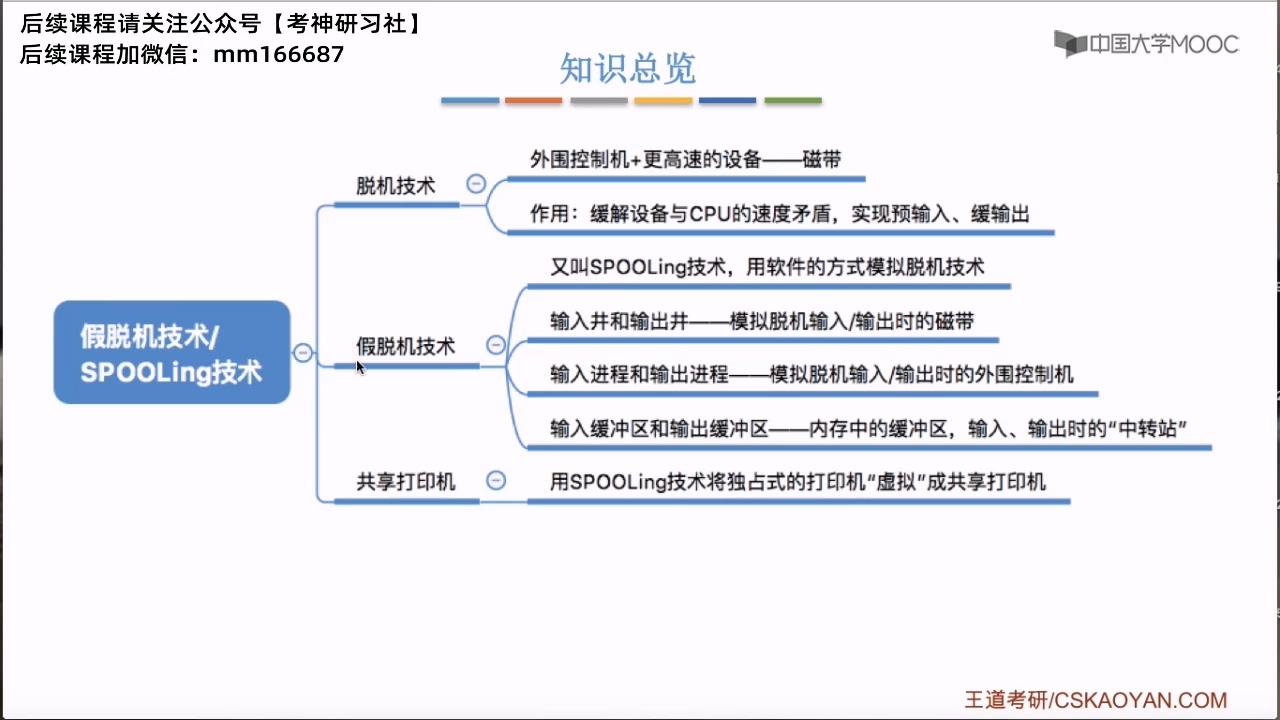 后续课程请关注公众号【考神研习社】
后续课程加微信：mm166687
中国大学MOOC
知识总览
外围控制机+更高速的设备——磁带
脱机技术
作用：缓解设备与CPU的速度矛盾，实现预输入、缓输出
又叫SPOOLing技术，用软件的方式模拟脱机技术
输入井和输出井——模拟脱机输入/输出时的磁带
假脱机技术/
SPOOLing技术
假脱机技术
输入进程和输出进程——模拟脱机输入/输出时的外围控制机
输入缓冲区和输出缓冲区——内存中的缓冲区，输入、输出时的“中转站”
共享打印机
用SPOOLing技术将独占式的打印机“虚拟”成共享打印机
王道考研/CSKAOYAN.COM